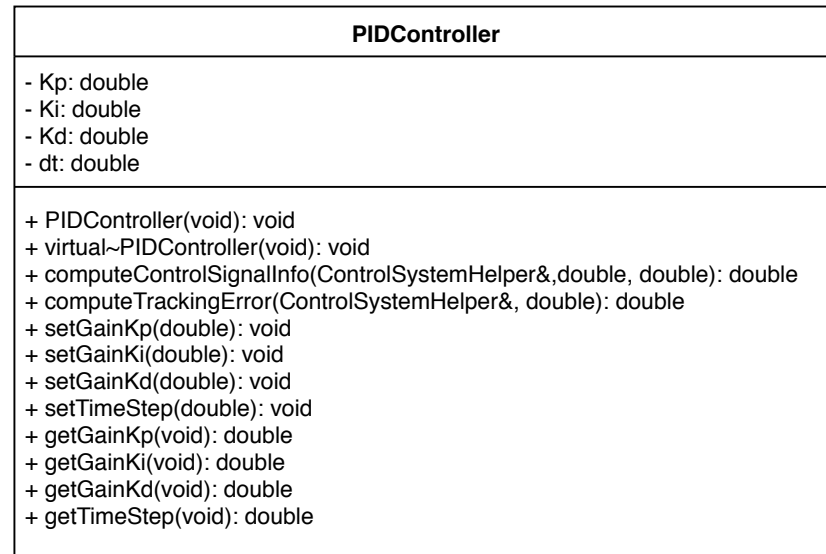 PIDController
- Kp: double
- Ki: double
- Kd: double
- dt: double
+ PIDController(void): void
+ virtual~PIDController(void): void
+ computeControlSignalInfo(ControlSystemHelper&,double, double): double
+ computeTrackingError(ControlSystemHelper&, double): double
+ setGainKp(double): void
+ setGainKi(double): void
+ setGainKd(double): void
+ setTimeStep(double): void
+ getGainKp(void): double
+ getGainKi(void): double
+ getGainKd(void): double
+ getTimeStep(void): double